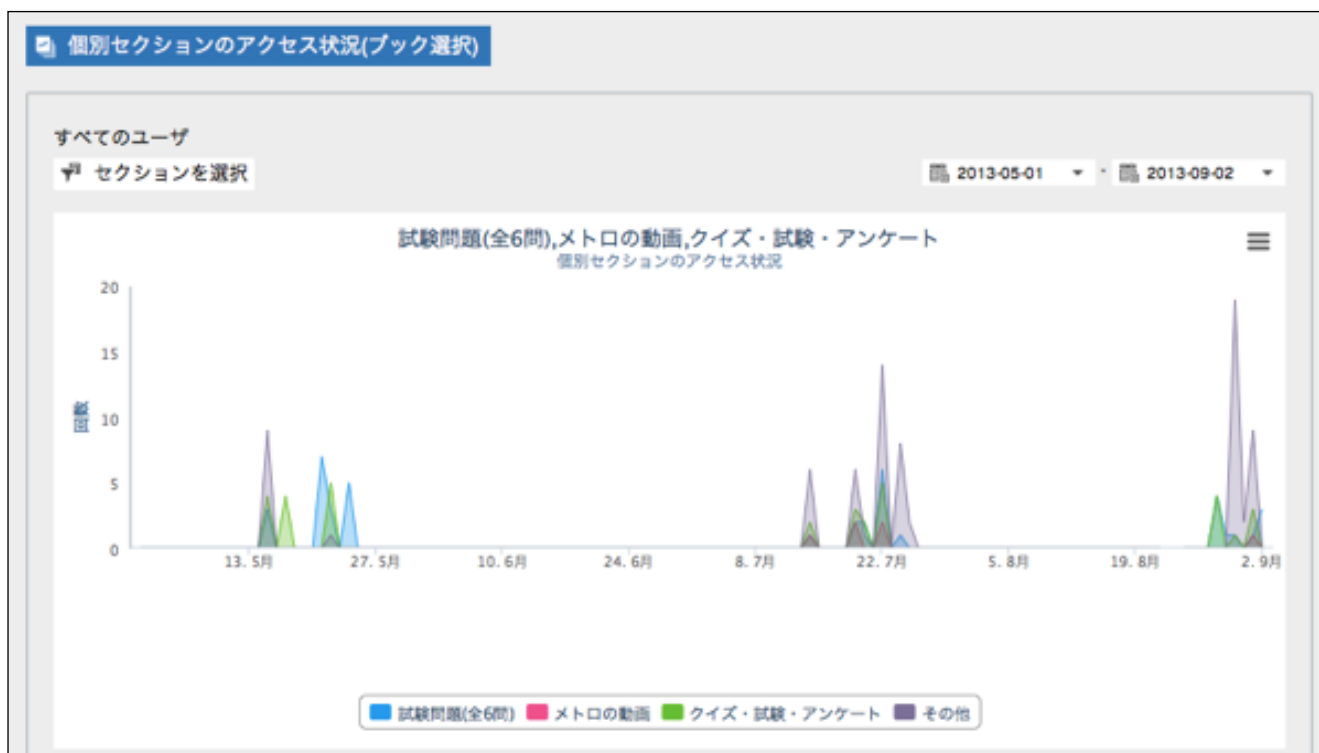 個別セクションのアクセス状況(ブック選択)
すべてのユーザ
セクションを選択
2013-05-01 - 2013-09-02
試験問題(全6問),メトロの動画,クイズ・試験・アンケート
個別セクションのアクセス状況
回数
20
15
10
5
0
13. 5月 27. 5月 10. 6月 24. 6月 8. 7月 22. 7月 5. 8月 19. 8月 2. 9月
試験問題(全6問) メトロの動画 クイズ・試験・アンケート その他